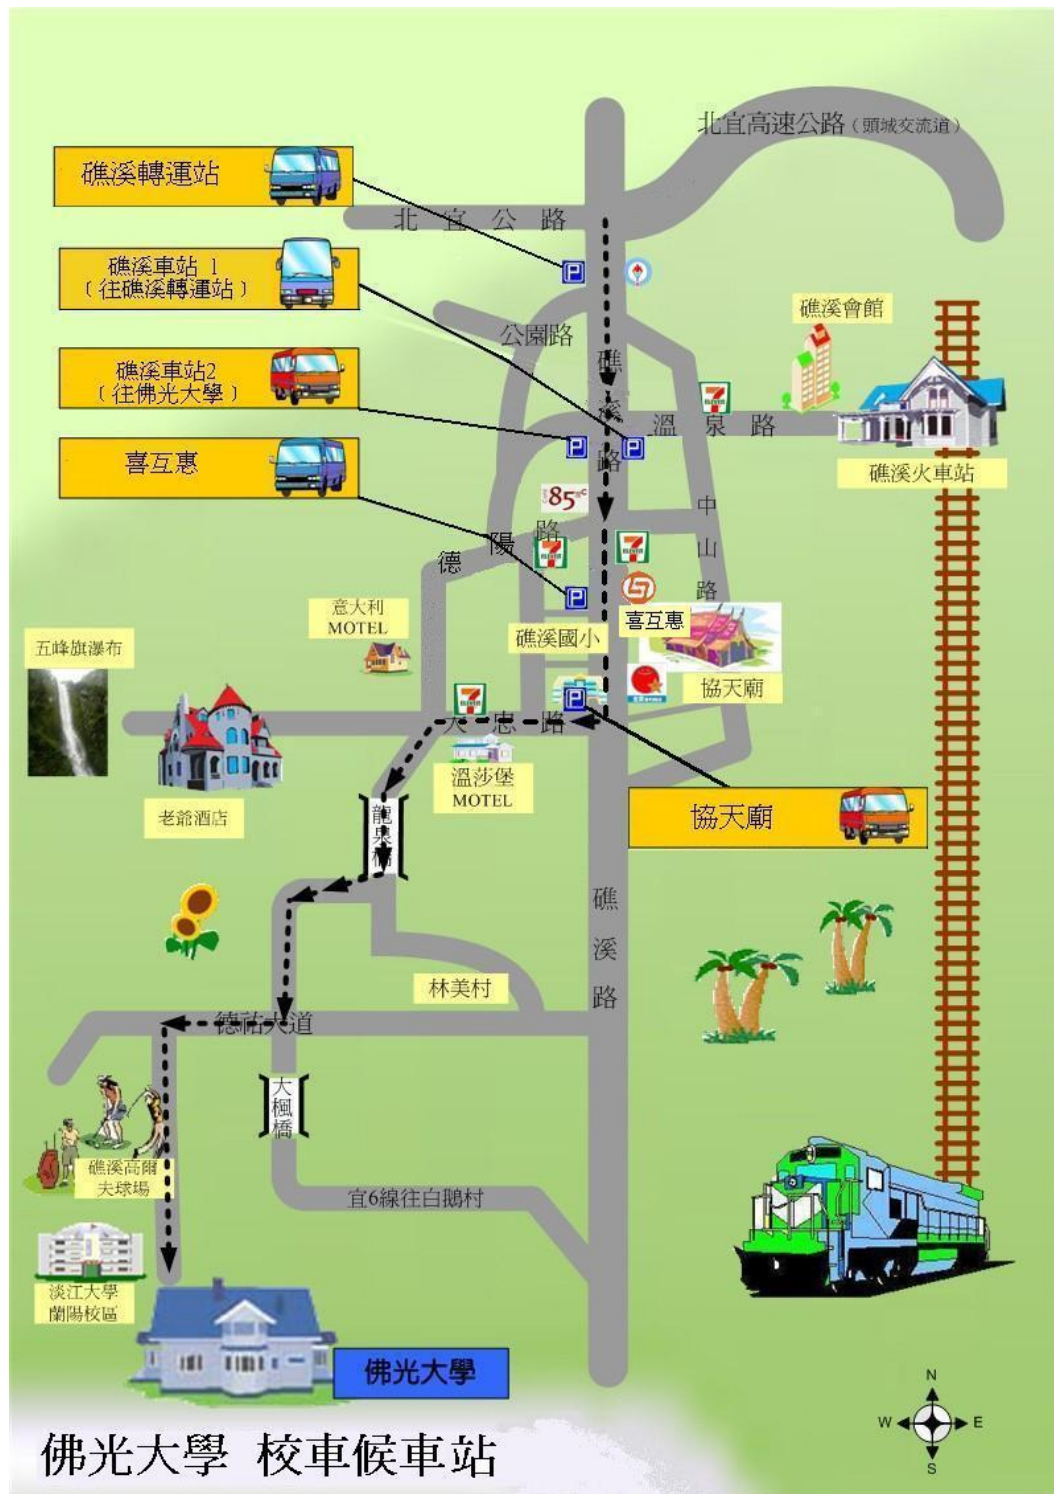 北宜高速公路（頭城交流道）
礁溪轉運站
北宜公路
礁溪車站 1
（往礁溪轉運站）
礁溪會館
公園路
礁溪路
礁溪車站2
（往佛光大學）
溫泉路
喜互惠
礁溪火車站
85°C
中山路
德陽路
7
ELEVEN
意大利
MOTEL
礁溪國小
喜互惠
五峰旗瀑布
協天廟
大忠路
溫莎堡
MOTEL
老爺酒店
協天廟
龍泉橋
礁溪路
林美村
德祐大道
大楓橋
礁溪高爾
夫球場
宜6線往白鵝村
淡江大學
蘭陽校區
佛光大學
N
W
E
S
佛光大學 校車候車站